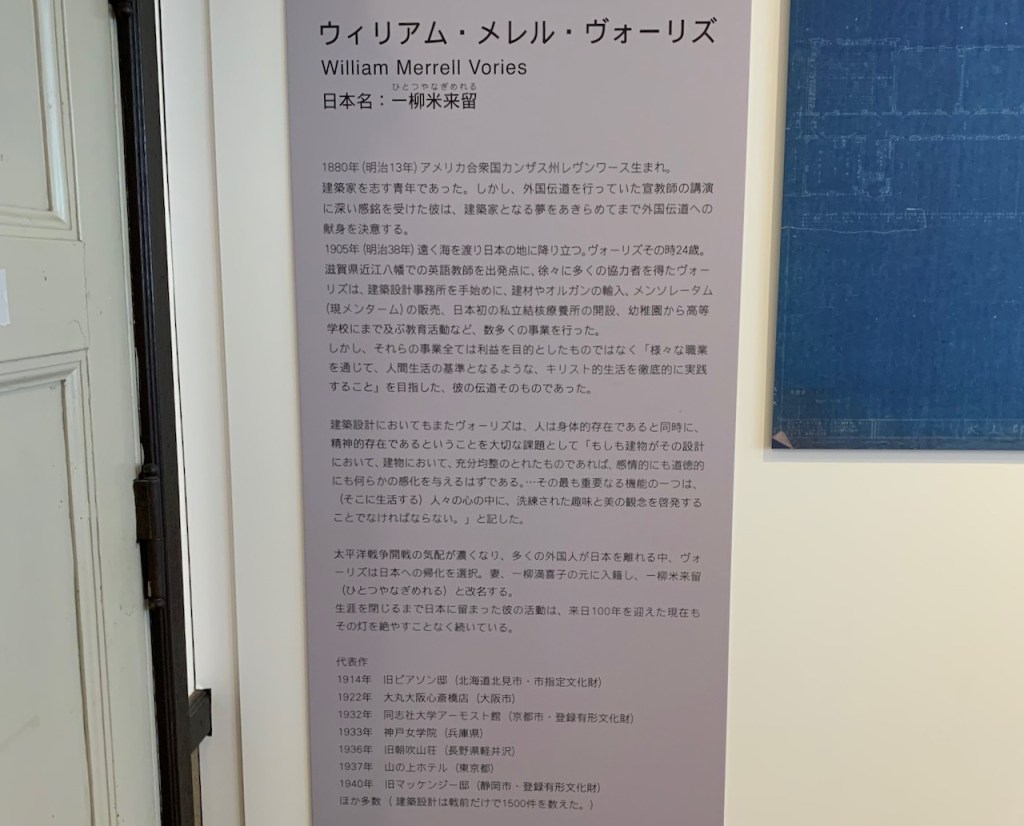 ウィリアム・メレル・ヴォーリズ
William Merrell Vories
ひとつやなぎめれる
日本名：一柳米来留
1880年（明治13年）アメリカ合衆国カンザス州レヴンワース生まれ。
建築家を志す青年であった。しかし、外国伝道を行っていた宣教師の講演
に深い感銘を受けた彼は、建築家となる夢をあきらめてまで外国伝道への
献身を決意する。
1905年（明治38年）遠く海を渡り日本の地に降り立つ。ヴォーリズその時24歳。
滋賀県近江八幡での英語教師を出発点に、徐々に多くの協力者を得たヴォー
リズは、建築設計事務所を手始めに、建材やオルガンの輸入、メンソレータム
（現メンターム）の販売、日本初の私立結核療養所の開設、幼稚園から高等
学校にまで及ぶ教育活動など、数多くの事業を行った。
しかし、それらの事業全ては利益を目的としたものではなく「様々な職業
を通じて、人間生活の基準となるような、キリスト的生活を徹底的に実践
すること」を目指した、彼の伝道そのものであった。
建築設計においてもまたヴォーリズは、人は身体的存在であると同時に、
精神的存在であるということを大切な課題として「もしも建物がその設計
において、建物において、充分均整のとれたものであれば、感情的にも道徳的
にも何らかの感化を与えるはずである。…その最も重要なる機能の一つは、
（そこに生活する）人々の心の中に、洗練された趣味と美の観念を啓発する
ことでなければならない。」と記した。
太平洋戦争開戦の気配が濃くなり、多くの外国人が日本を離れる中、ヴォ
ーリズは日本への帰化を選択。妻、一柳満喜子の元に入籍し、一柳米来留
（ひとつやなぎめれる）と改名する。
生涯を閉じるまで日本に留まった彼の活動は、来日100年を迎えた現在も
その灯を絶やすことなく続いている。
代表作
1914年　旧ピアソン邸（北海道北見市・市指定文化財）
1922年　大丸大阪心斎橋店（大阪市）
1932年　同志社大学アーモスト館（京都市・登録有形文化財）
1933年　神戸女学院（兵庫県）
1936年　旧朝吹山荘（長野県軽井沢）
1937年　山の上ホテル（東京都）
1940年　旧マッケンジー邸（静岡市・登録有形文化財）
ほか多数（ 建築設計は戦前だけで1500件を数えた。）